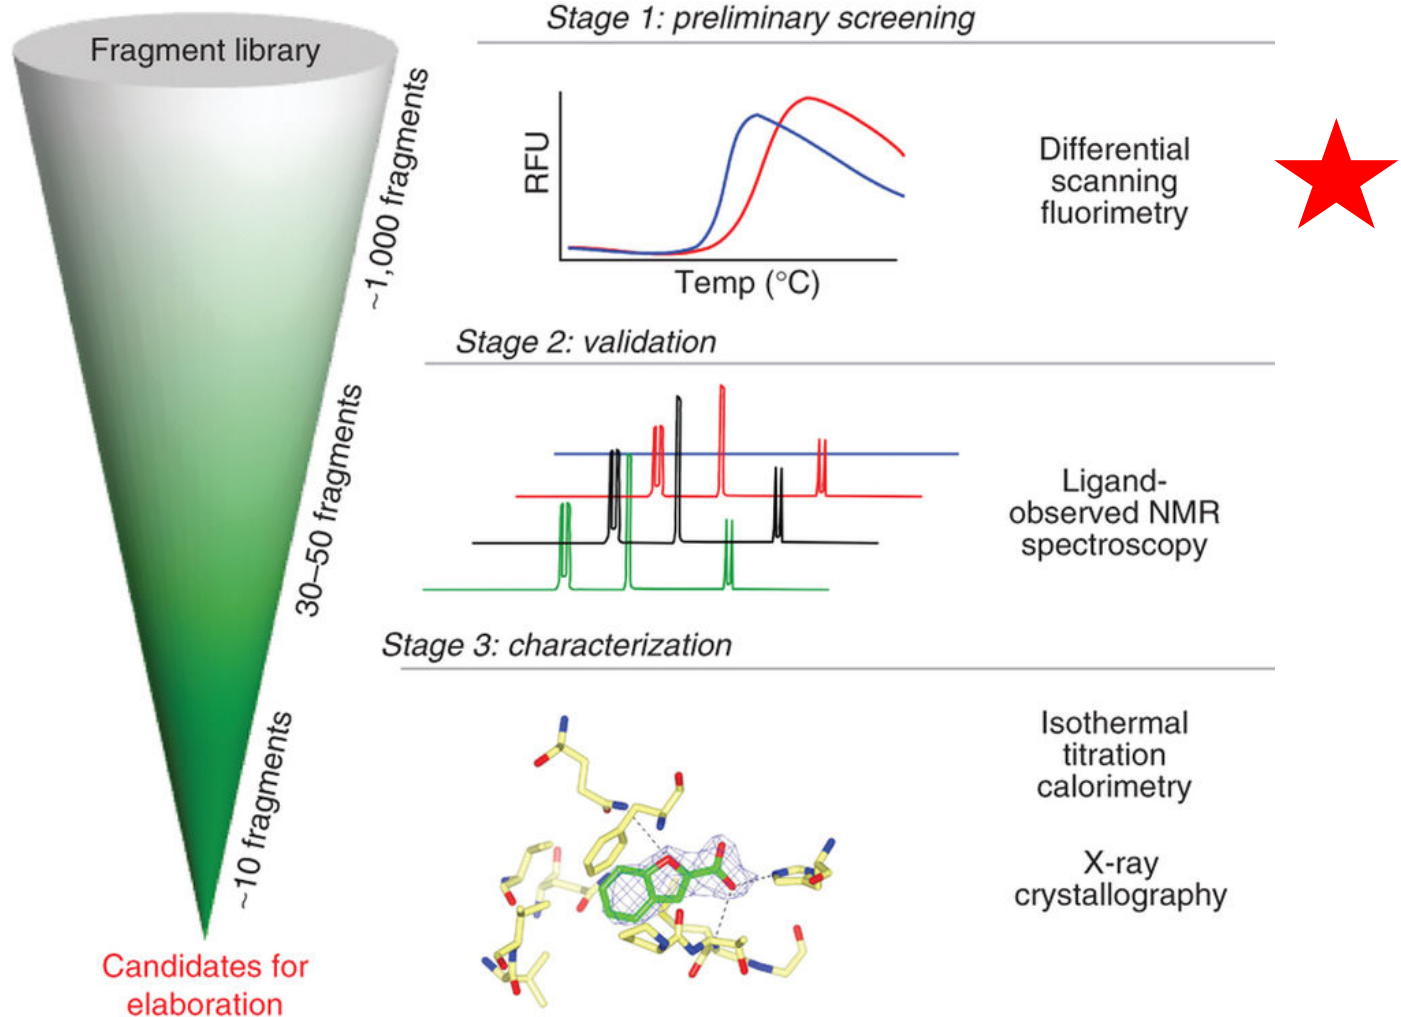 Fragment library
~1,000 fragments
30–50 fragments
~10 fragments
Candidates for
elaboration
Stage 1: preliminary screening
RFU
Temp (°C)
Differential
scanning
fluorimetry
Stage 2: validation
Ligand-
observed NMR
spectroscopy
Stage 3: characterization
Isothermal
titration
calorimetry
X-ray
crystallography